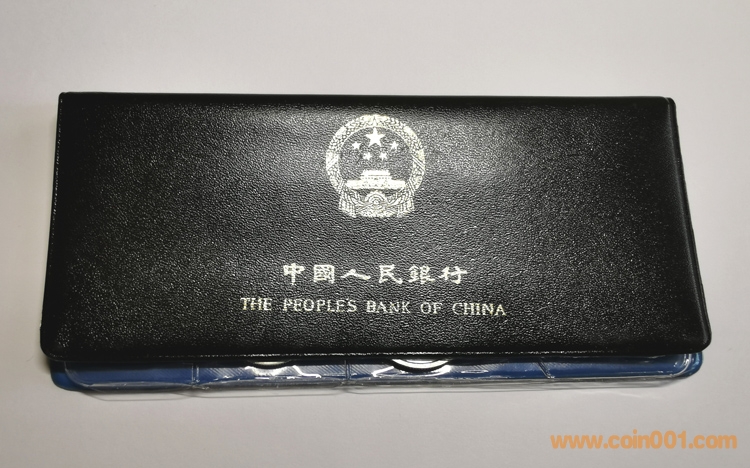 中國人民銀行
THE PEOPLES BANK OF CHINA
www.coin001.com